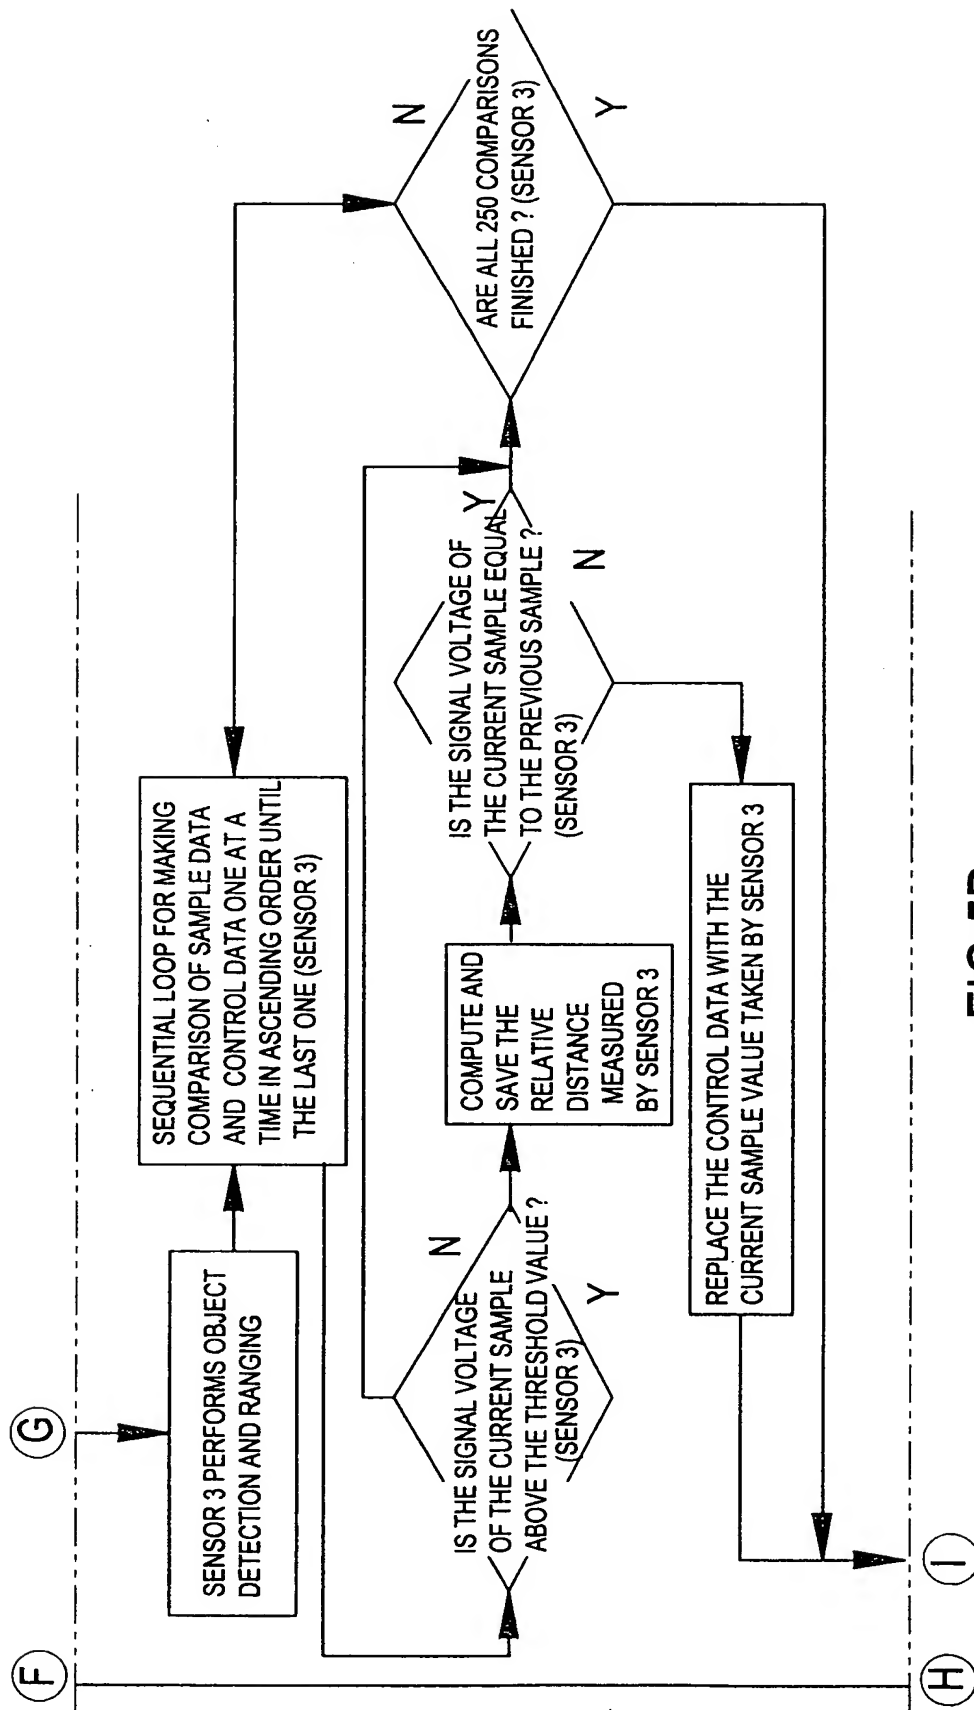 F
G
SENSOR 3 PERFORMS OBJECT
DETECTION AND RANGING
SEQUENTIAL LOOP FOR MAKING
COMPARISON OF SAMPLE DATA
AND CONTROL DATA ONE AT A
TIME IN ASCENDING ORDER UNTIL
THE LAST ONE (SENSOR 3)
IS THE SIGNAL VOLTAGE
OF THE CURRENT SAMPLE
ABOVE THE THRESHOLD VALUE ?
(SENSOR 3)
N
Y
COMPUTE AND
SAVE THE
RELATIVE
DISTANCE
MEASURED
BY SENSOR 3
IS THE SIGNAL VOLTAGE OF
THE CURRENT SAMPLE EQUAL
TO THE PREVIOUS SAMPLE ?
(SENSOR 3)
Y
N
ARE ALL 250 COMPARISONS
FINISHED ? (SENSOR 3)
N
Y
REPLACE THE CONTROL DATA WITH THE
CURRENT SAMPLE VALUE TAKEN BY SENSOR 3
H
I